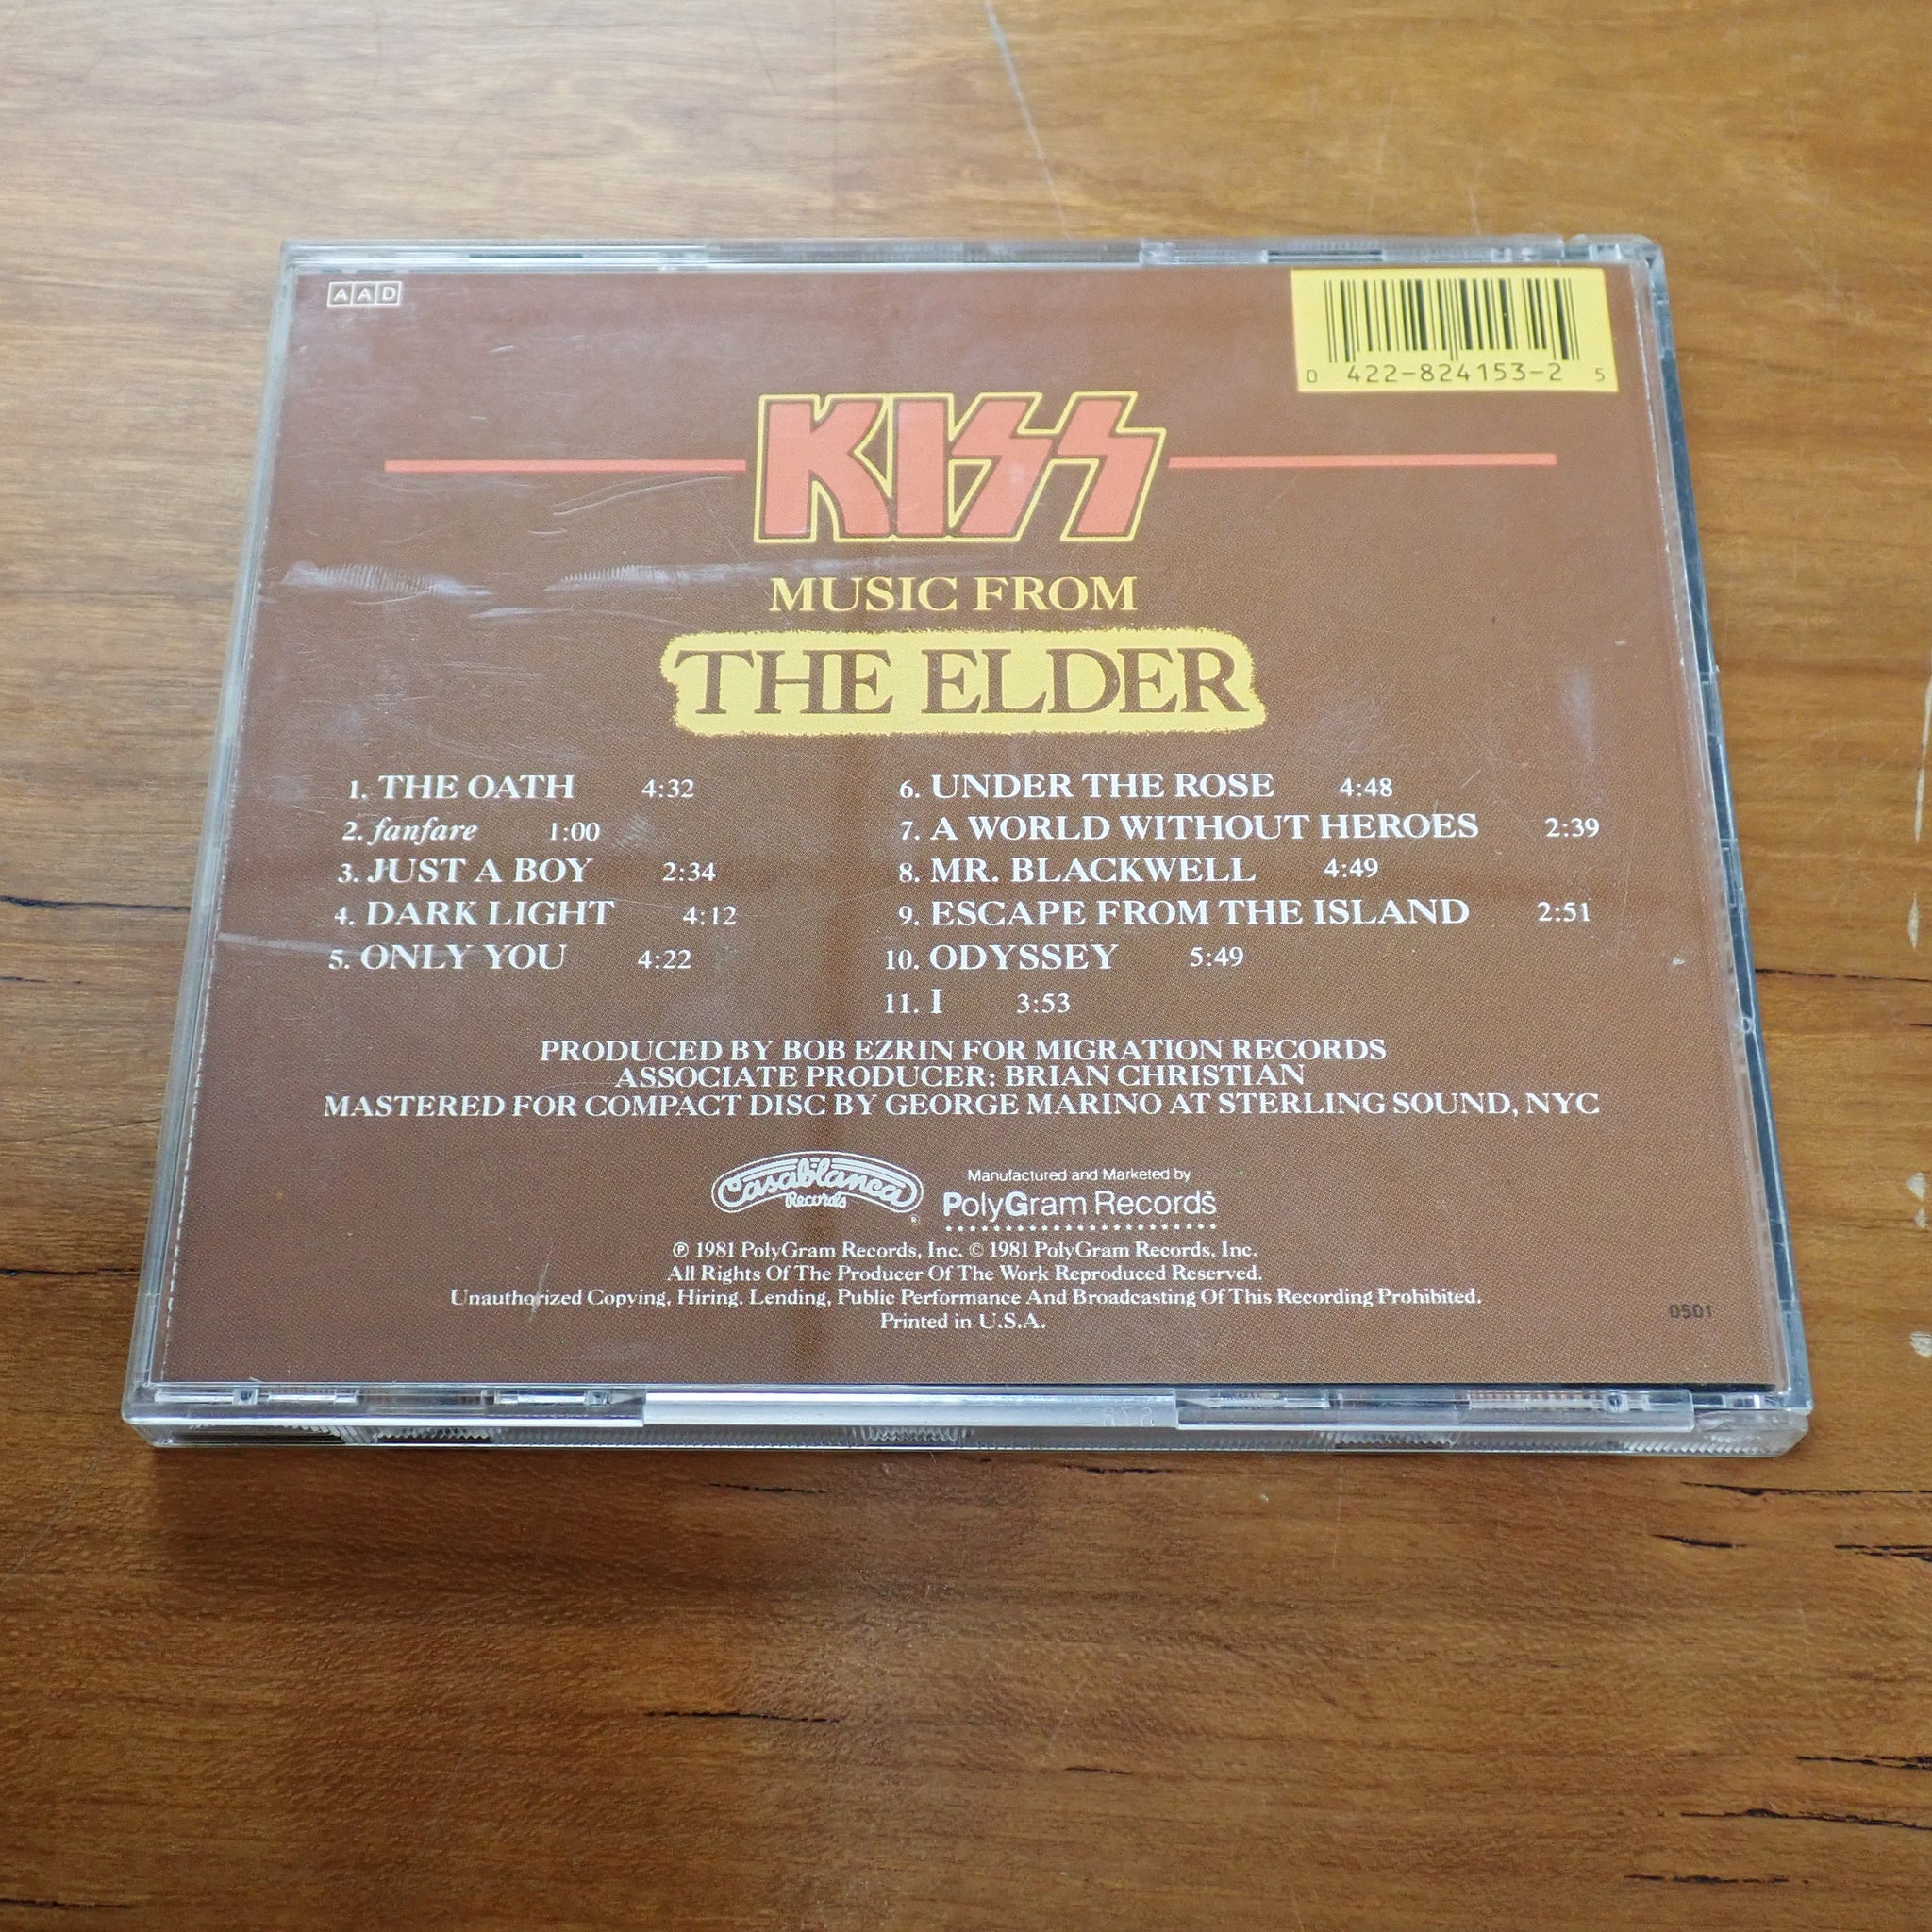 AAD
0 422-824153-2 5
KISS
MUSIC FROM
THE ELDER
1. THE OATH 4:32
2. fanfare 1:00
3. JUST A BOY 2:34
4. DARK LIGHT 4:12
5. ONLY YOU 4:22
6. UNDER THE ROSE 4:48
7. A WORLD WITHOUT HEROES 2:39
8. MR. BLACKWELL 4:49
9. ESCAPE FROM THE ISLAND 2:51
10. ODYSSEY 5:49
11. I 3:53
PRODUCED BY BOB EZRIN FOR MIGRATION RECORDS
ASSOCIATE PRODUCER: BRIAN CHRISTIAN
MASTERED FOR COMPACT DISC BY GEORGE MARINO AT STERLING SOUND, NYC
Casablanca
Records
®
Manufactured and Marketed by
PolyGram Records
℗ 1981 PolyGram Records, Inc. © 1981 PolyGram Records, Inc.
All Rights Of The Producer Of The Work Reproduced Reserved.
Unauthorized Copying, Hiring, Lending, Public Performance And Broadcasting Of This Recording Prohibited.
Printed in U.S.A.
0501